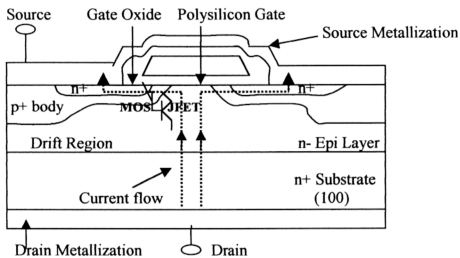 Source
Gate Oxide
Polysilicon Gate
Source Metallization
n+
n+
p+ body
MOS
JFET
Drift Region
n- Epi Layer
Current flow
n+ Substrate
(100)
Drain Metallization
Drain